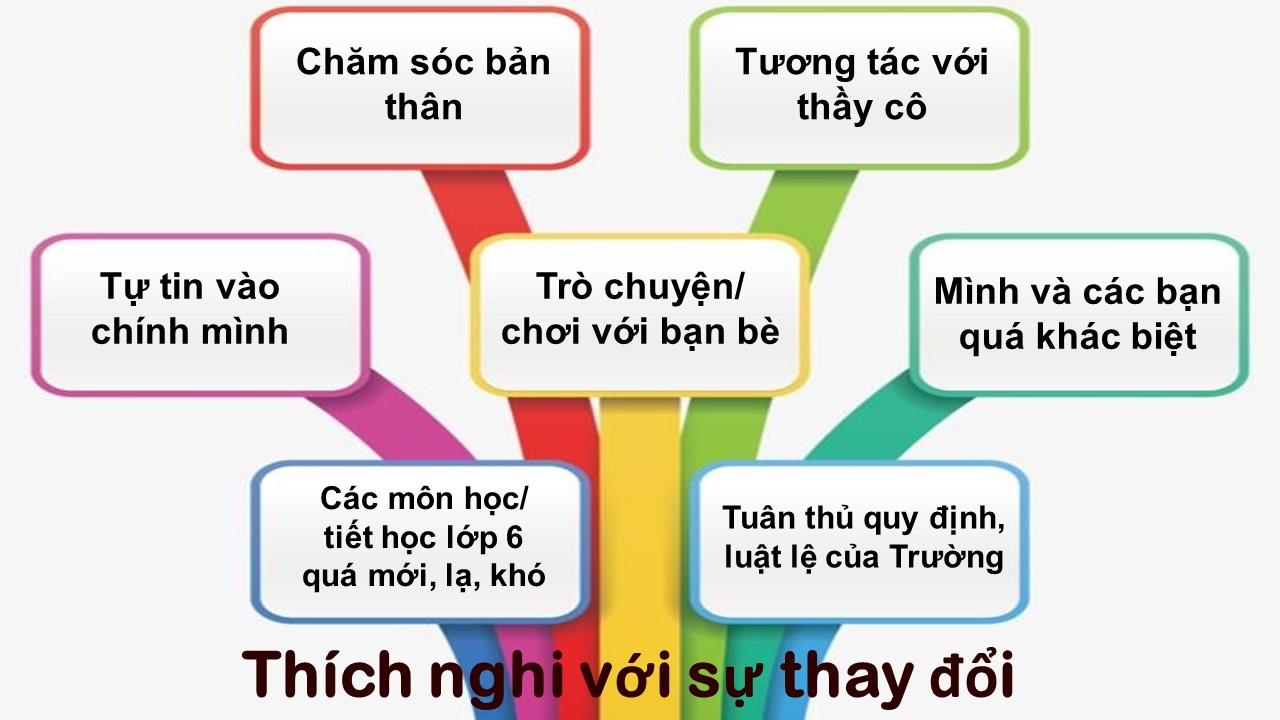 Chăm sóc bản
thân
Tương tác với
thầy cô
Tự tin vào
chính mình
Trò chuyện/
chơi với bạn bè
Mình và các bạn
quá khác biệt
Các môn học/
tiết học lớp 6
quá mới, lạ, khó
Tuân thủ quy định,
luật lệ của Trường
Thích nghi với sự thay đổi